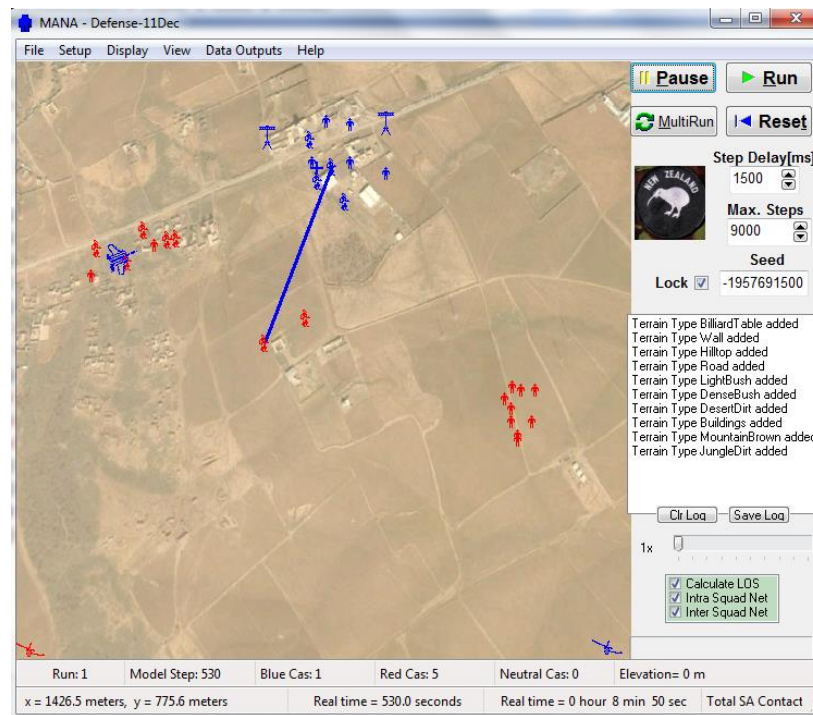 MANA - Defense-11Dec
File Setup Display View Data Outputs Help
Pause Run
MultiRun Reset
Step Delay[ms]
1500
NEW ZEALAND
Max. Steps
9000
Seed
Lock -1957691500
Terrain Type BilliardTable added
Terrain Type Wall added
Terrain Type Hilltop added
Terrain Type Road added
Terrain Type LightBush added
Terrain Type DenseBush added
Terrain Type DesertDirt added
Terrain Type Buildings added
Terrain Type MountainBrown added
Terrain Type JungleDirt added
Clr Log Save Log
1x
Calculate LOS
Intra Squad Net
Inter Squad Net
Run: 1 Model Step: 530 Blue Cas: 1 Red Cas: 5 Neutral Cas: 0 Elevation= 0 m
x = 1426.5 meters, y = 775.6 meters Real time = 530.0 seconds Real time = 0 hour 8 min 50 sec Total SA Contact